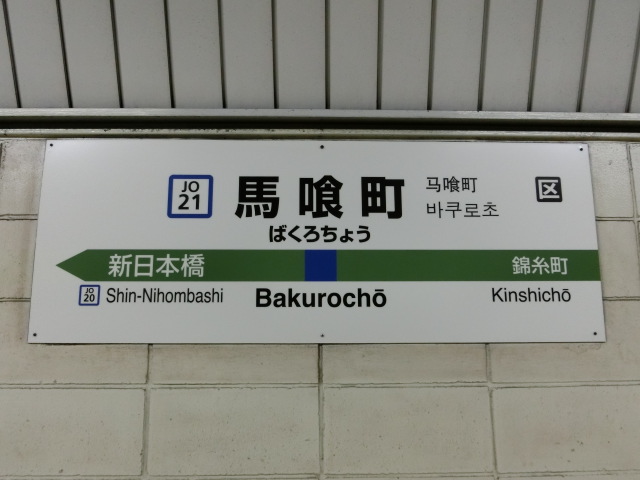 JO
21
馬喰町
马喰町
바쿠로초
区
ばくろちょう
新日本橋
錦糸町
JO
20
Shin-Nihombashi
Bakurochō
Kinshichō